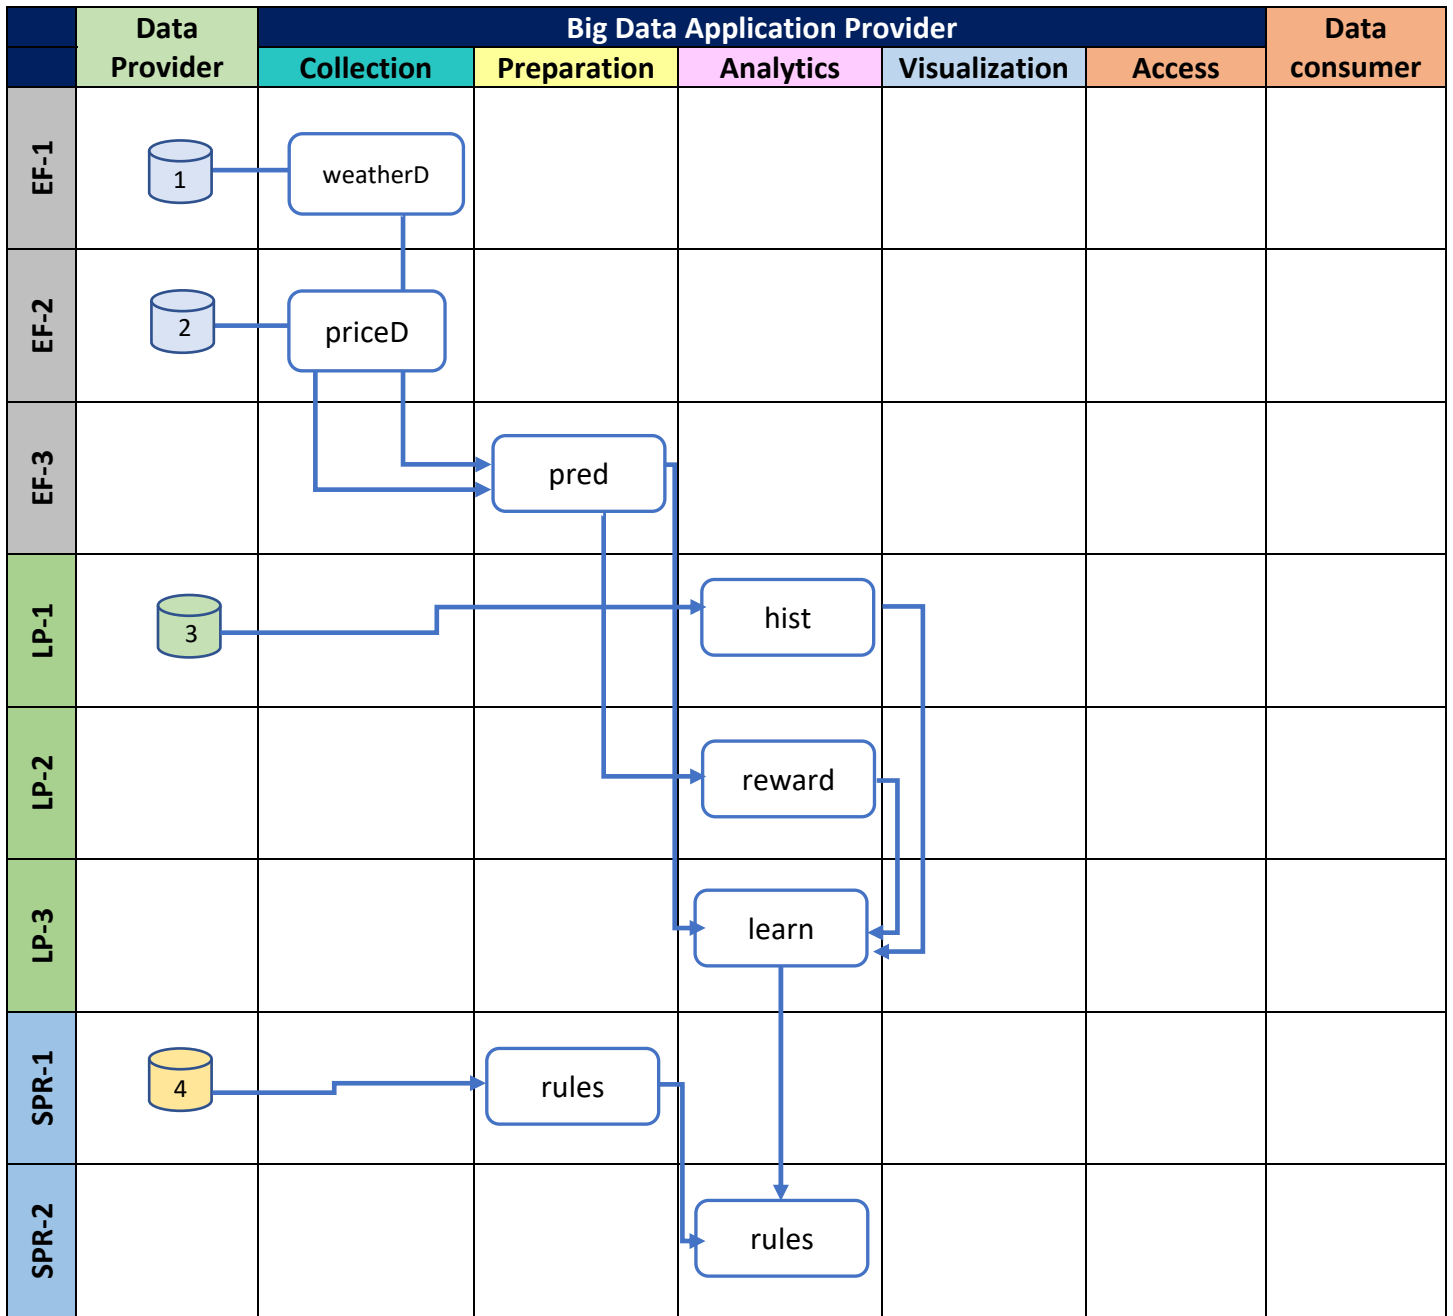 Data Provider
Big Data Application Provider
Data consumer
Collection
Preparation
Analytics
Visualization
Access
EF-1
1
weatherD
EF-2
2
priceD
EF-3
pred
LP-1
3
hist
LP-2
reward
LP-3
learn
SPR-1
4
rules
SPR-2
rules